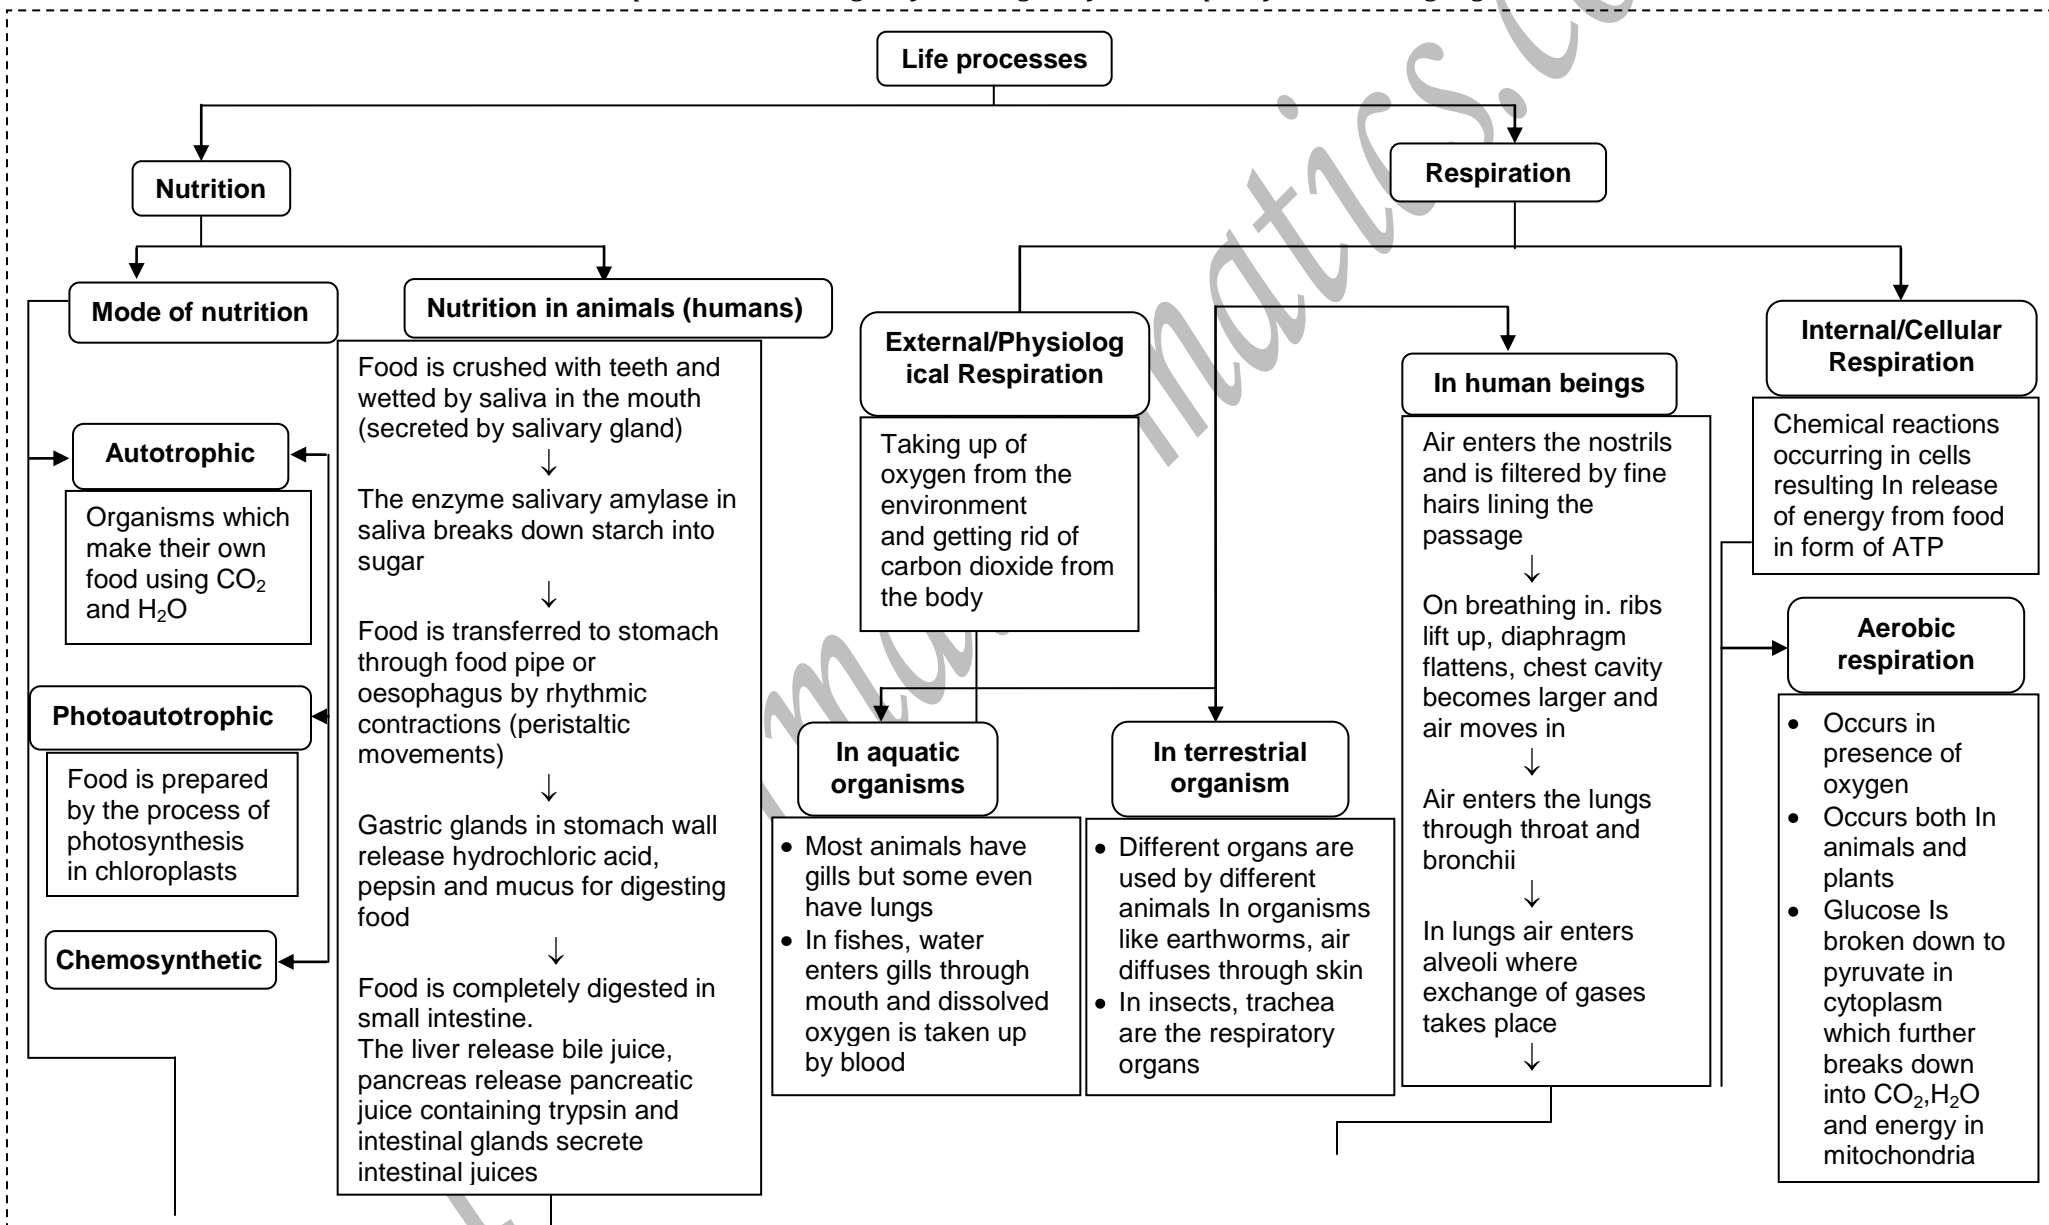 Life processes
Nutrition
Respiration
Mode of nutrition
Nutrition in animals (humans)
External/Physiolog
ical Respiration
In human beings
Internal/Cellular
Respiration
Autotrophic
Organisms which
make their own
food using CO₂
and H₂O
Photoautotrophic
Food is prepared
by the process of
photosynthesis
in chloroplasts
Chemosynthetic
Food is crushed with teeth and
wetted by saliva in the mouth
(secreted by salivary gland)
↓
The enzyme salivary amylase in
saliva breaks down starch into
sugar
↓
Food is transferred to stomach
through food pipe or
oesophagus by rhythmic
contractions (peristaltic
movements)
↓
Gastric glands in stomach wall
release hydrochloric acid,
pepsin and mucus for digesting
food
↓
Food is completely digested in
small intestine.
The liver release bile juice,
pancreas release pancreatic
juice containing trypsin and
intestinal glands secrete
intestinal juices
Taking up of
oxygen from the
environment
and getting rid of
carbon dioxide from
the body
In aquatic
organisms
• Most animals have
gills but some even
have lungs
• In fishes, water
enters gills through
mouth and dissolved
oxygen is taken up
by blood
In terrestrial
organism
• Different organs are
used by different
animals In organisms
like earthworms, air
diffuses through skin
• In insects, trachea
are the respiratory
organs
Air enters the nostrils
and is filtered by fine
hairs lining the
passage
↓
On breathing in. ribs
lift up, diaphragm
flattens, chest cavity
becomes larger and
air moves in
↓
Air enters the lungs
through throat and
bronchii
↓
In lungs air enters
alveoli where
exchange of gases
takes place
↓
Chemical reactions
occurring in cells
resulting In release
of energy from food
in form of ATP
Aerobic
respiration
• Occurs in
presence of
oxygen
• Occurs both In
animals and
plants
• Glucose Is
broken down to
pyruvate in
cytoplasm
which further
breaks down
into CO₂,H₂O
and energy in
mitochondria